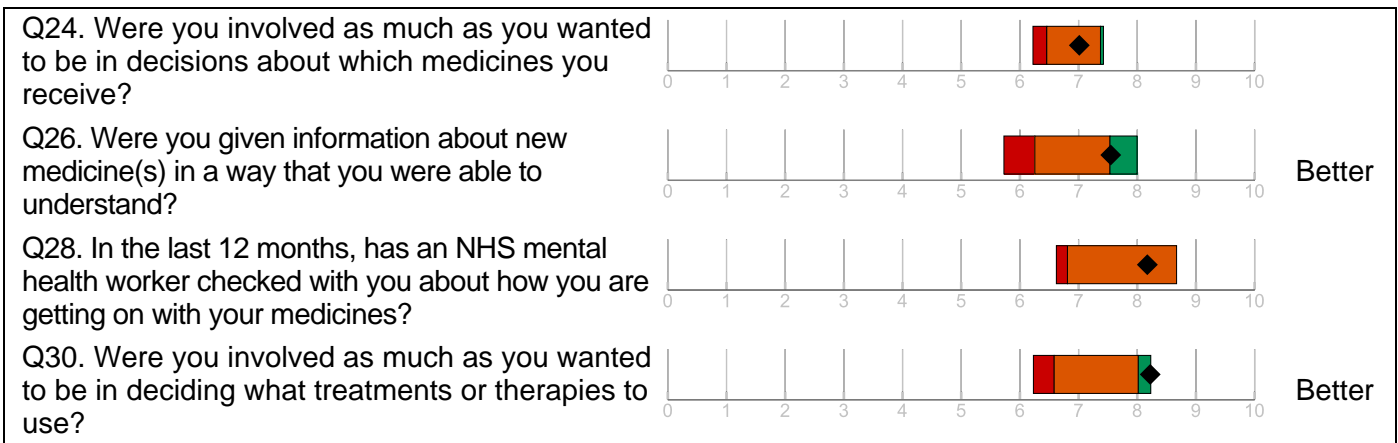 Q24. Were you involved as much as you wanted
to be in decisions about which medicines you
receive?
0 1 2 3 4 5 6 7 8 9 10
Q26. Were you given information about new
medicine(s) in a way that you were able to
understand?
0 1 2 3 4 5 6 7 8 9 10
Better
Q28. In the last 12 months, has an NHS mental
health worker checked with you about how you are
getting on with your medicines?
0 1 2 3 4 5 6 7 8 9 10
Q30. Were you involved as much as you wanted
to be in deciding what treatments or therapies to
use?
0 1 2 3 4 5 6 7 8 9 10
Better